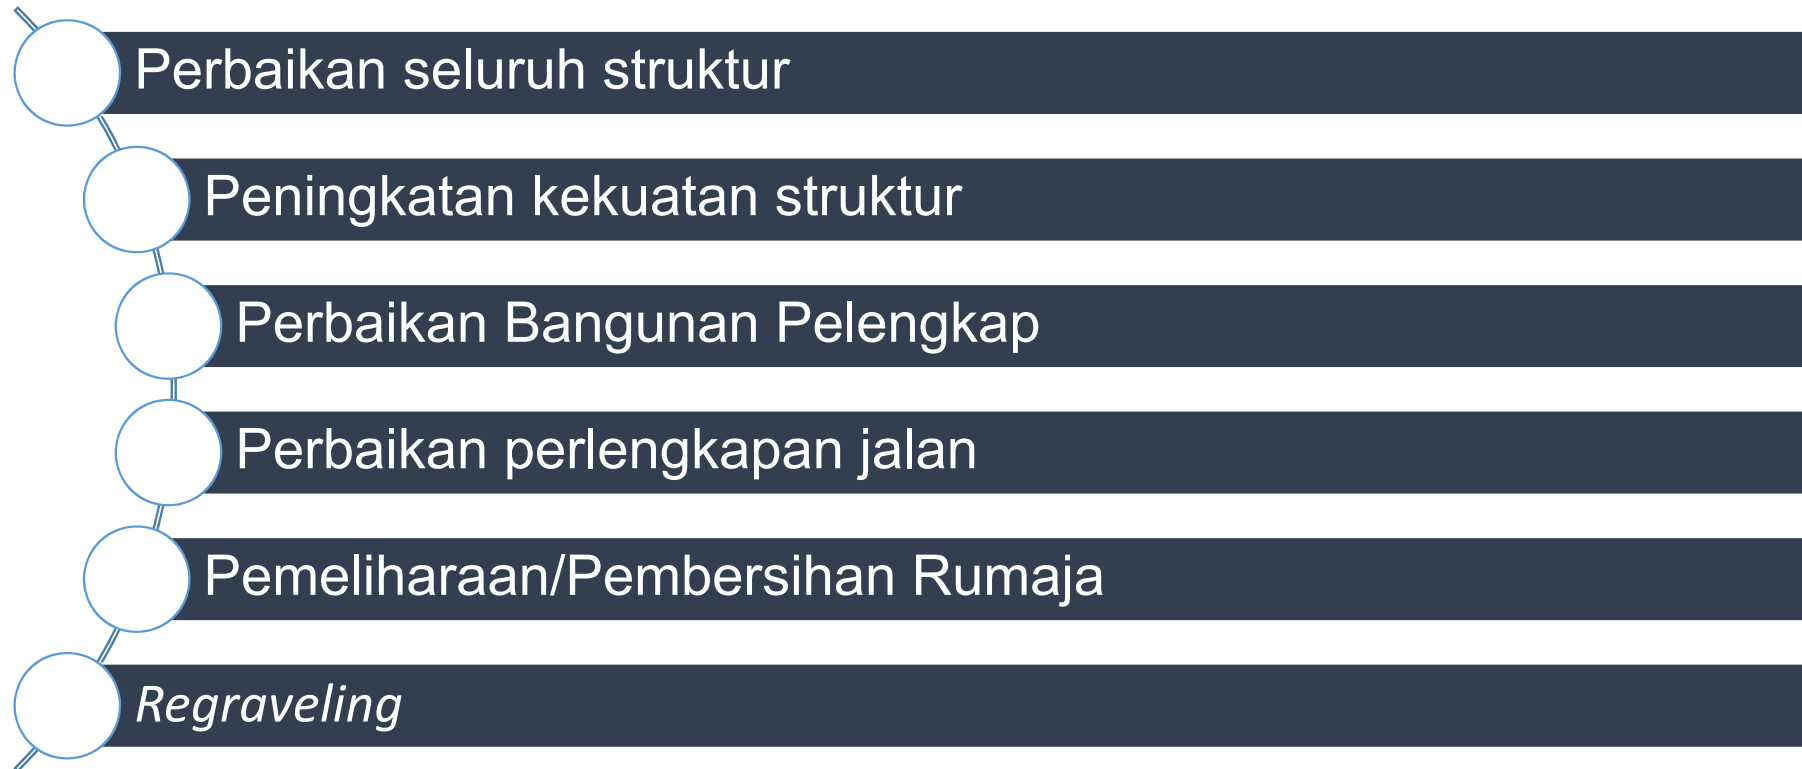 Perbaikan seluruh struktur
Peningkatan kekuatan struktur
Perbaikan Bangunan Pelengkap
Perbaikan perlengkapan jalan
Pemeliharaan/Pembersihan Rumaja
Regraveling